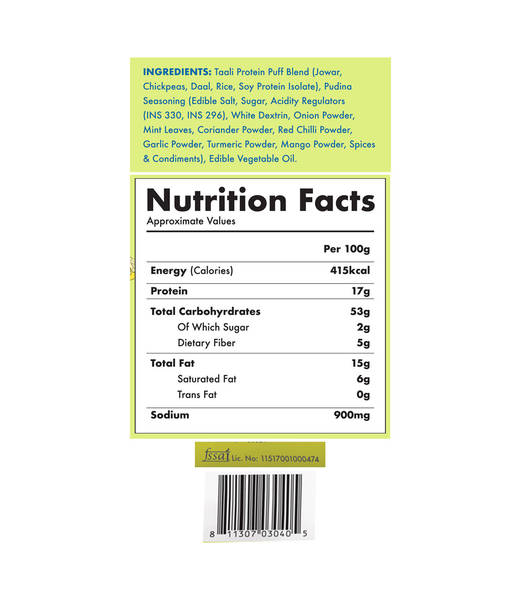 INGREDIENTS: Taali Protein Puff Blend (Jowar,
Chickpeas, Daal, Rice, Soy Protein Isolate), Pudina
Seasoning (Edible Salt, Sugar, Acidity Regulators
(INS 330, INS 296), White Dextrin, Onion Powder,
Mint Leaves, Coriander Powder, Red Chilli Powder,
Garlic Powder, Turmeric Powder, Mango Powder, Spices
& Condiments), Edible Vegetable Oil.
Nutrition Facts
Approximate Values
Per 100g
Energy (Calories) 415kcal
Protein 17g
Total Carbohyrdrates 53g
Of Which Sugar 2g
Dietary Fiber 5g
Total Fat 15g
Saturated Fat 6g
Trans Fat 0g
Sodium 900mg
fssai Lic. No: 11517001000474
8 11307 03040 5